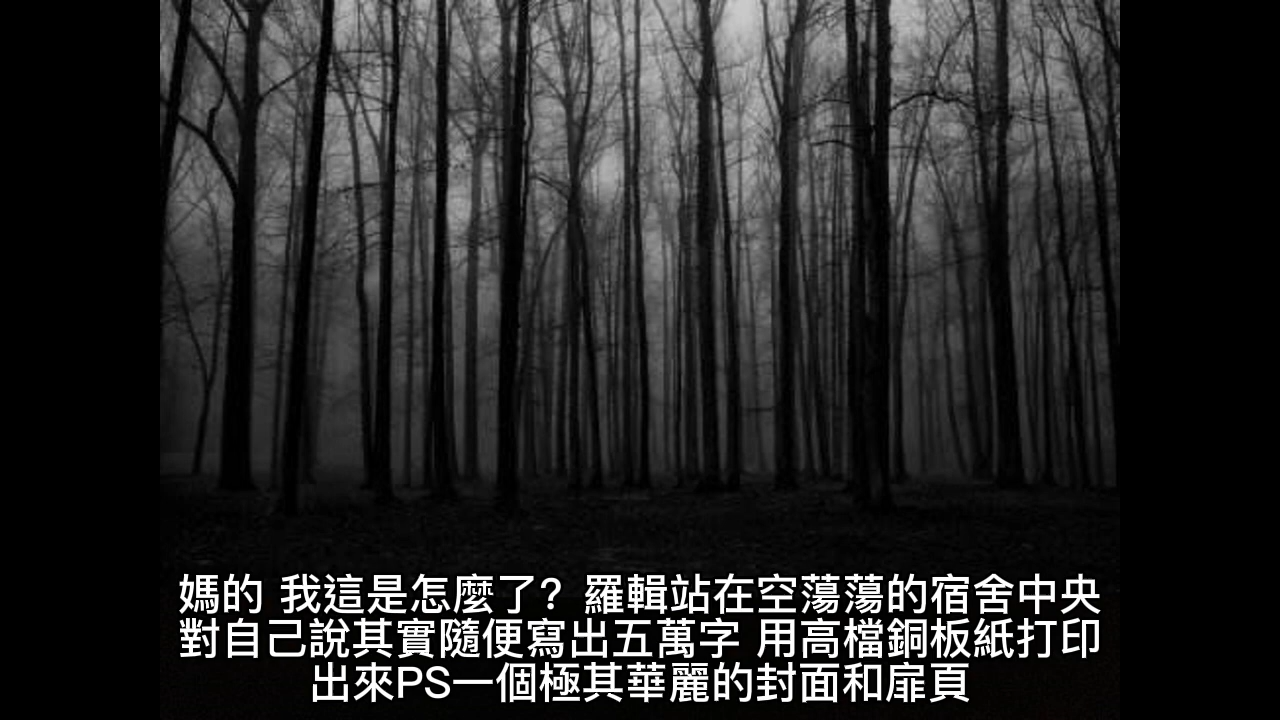 媽的 我這是怎麼了？羅輯站在空蕩蕩的宿舍中央
對自己說其實隨便寫出五萬字 用高檔銅板紙打印
出來PS一個極其華麗的封面和扉頁